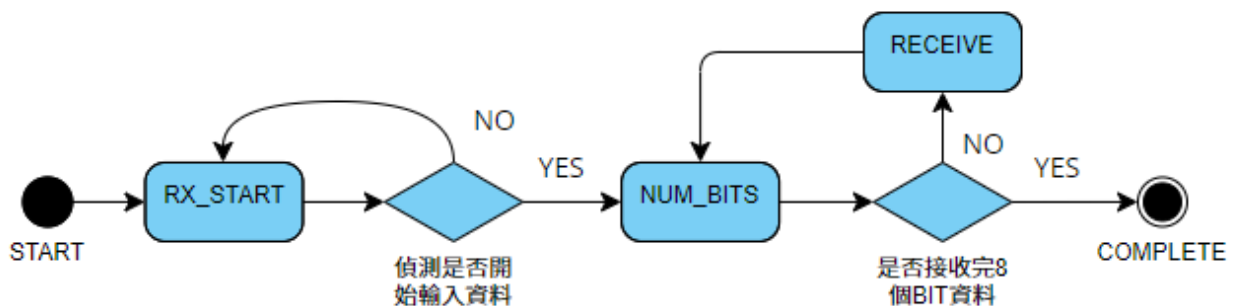 RECEIVE
NO
NO
YES
YES
RX_START
NUM_BITS
START
COMPLETE
偵測是否開
始輸入資料
是否接收完8
個BIT資料